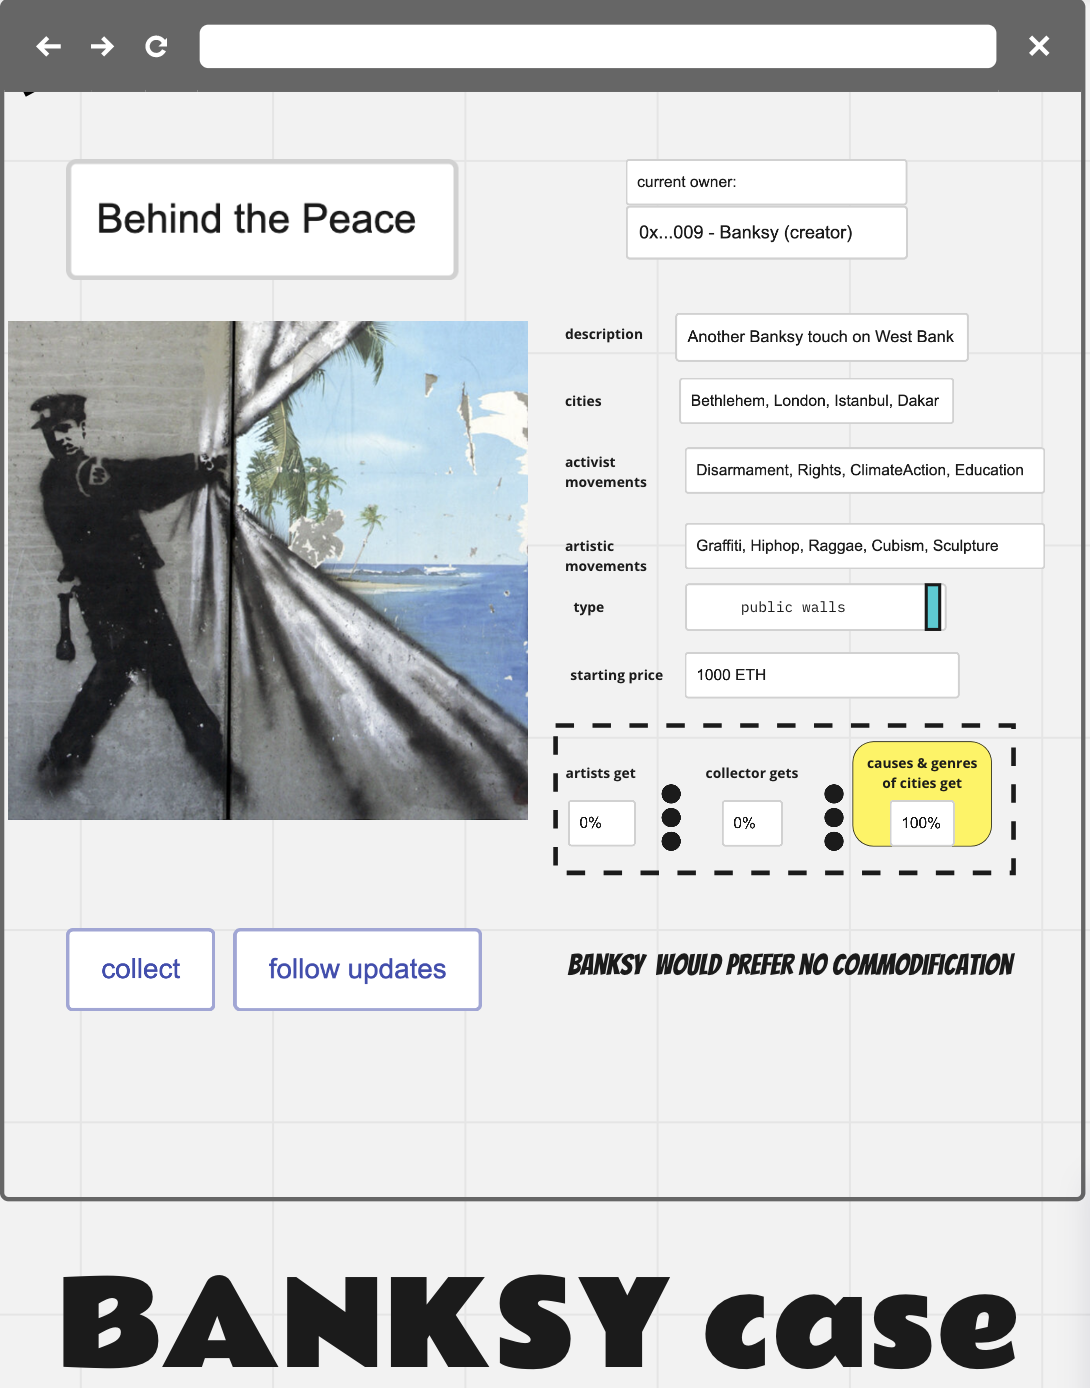 Behind the Peace
current owner:
0x...009 - Banksy (creator)
description
Another Banksy touch on West Bank
cities
Bethlehem, London, Istanbul, Dakar
activist
movements
Disarmament, Rights, ClimateAction, Education
artistic
movements
Graffiti, Hiphop, Raggae, Cubism, Sculpture
type
public walls
starting price
1000 ETH
artists get
0%
collector gets
0%
causes & genres
of cities get
100%
collect
follow updates
BANKSY WOULD PREFER NO COMMODIFICATION
BANKSY case